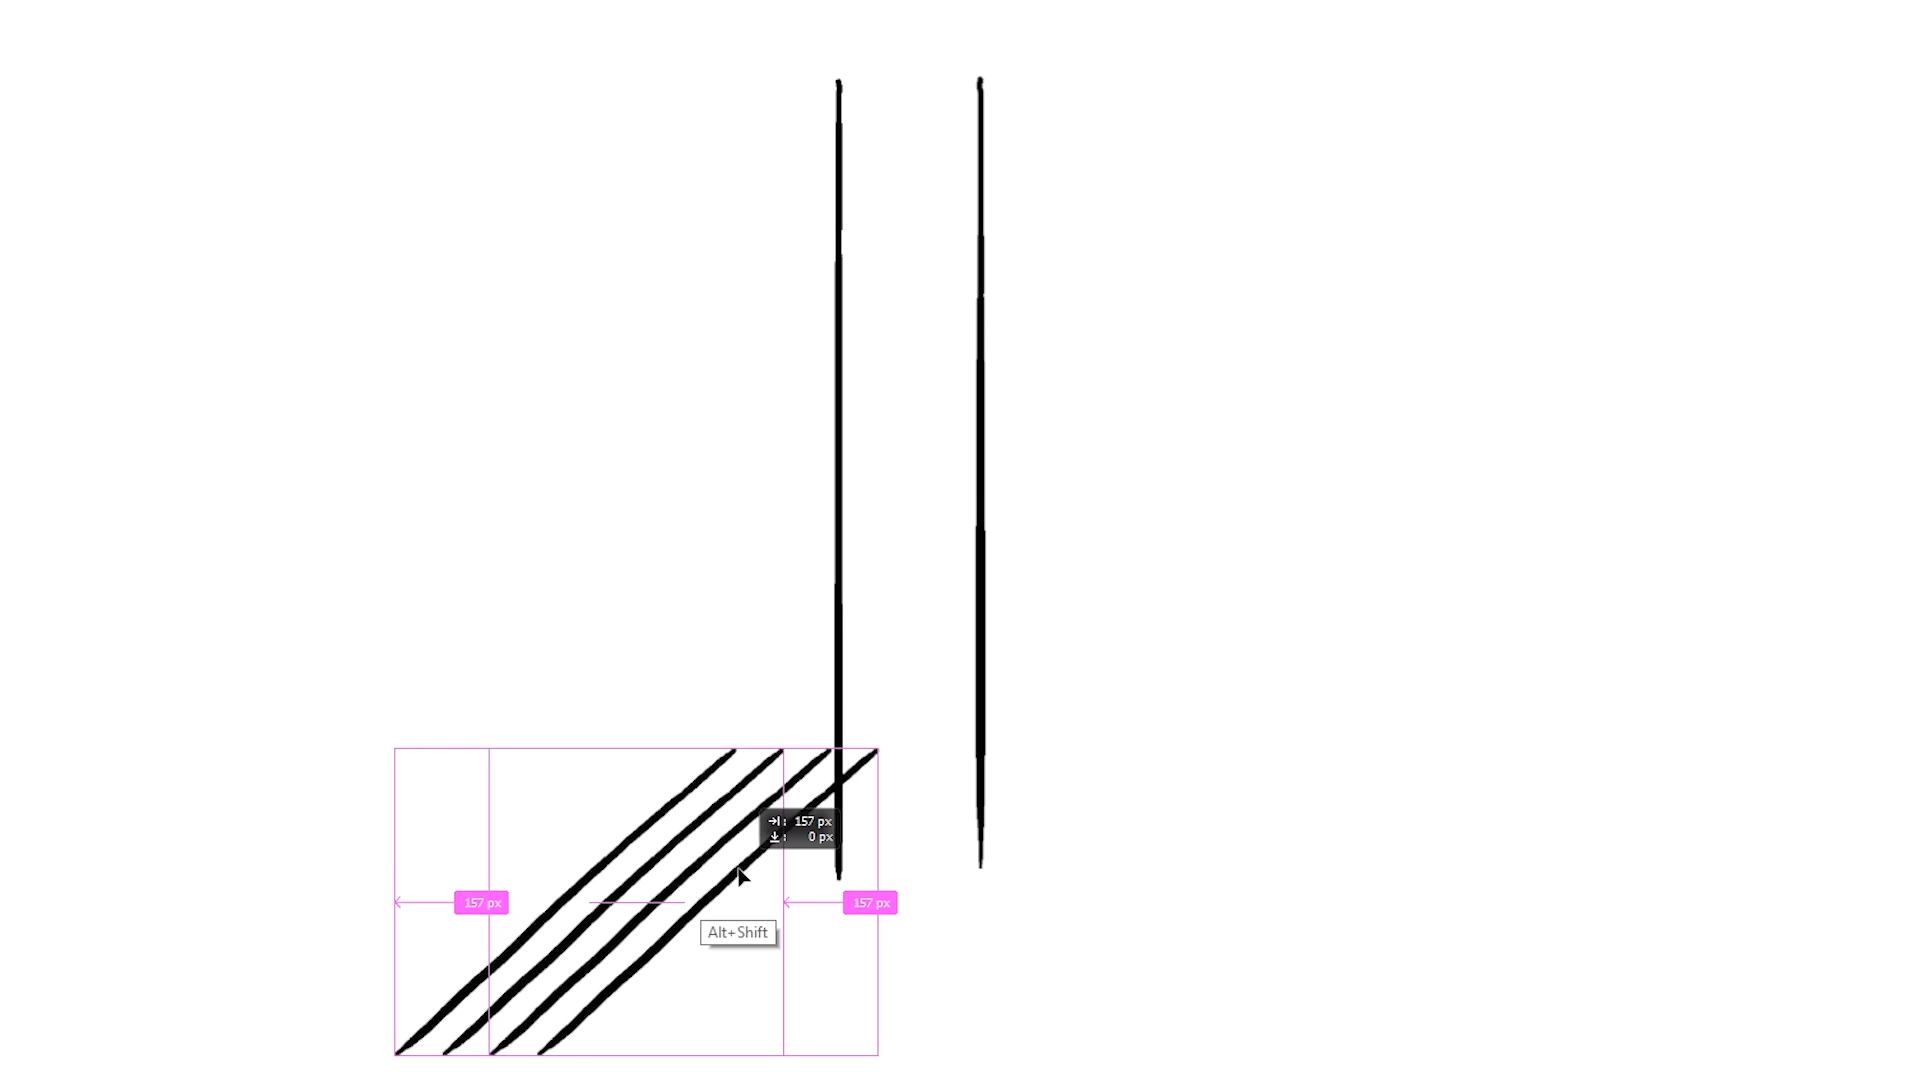 →I : 157 px
↓ : 0 px
157 px
157 px
Alt+Shift